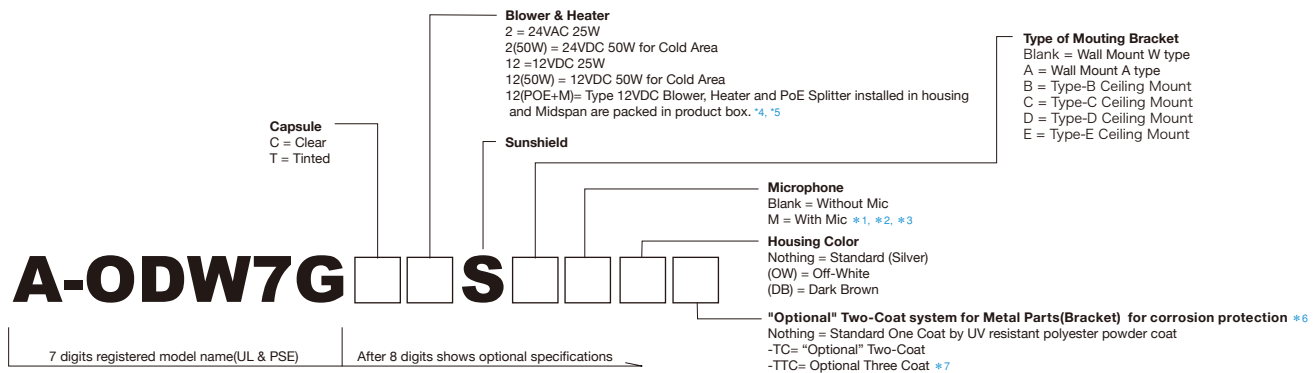 Blower & Heater
2 = 24VAC 25W
2(50W) = 24VDC 50W for Cold Area
12 =12VDC 25W
12(50W) = 12VDC 50W for Cold Area
12(POE+M)= Type 12VDC Blower, Heater and PoE Splitter installed in housing
and Midspan are packed in product box. *4, *5
Type of Mouting Bracket
Blank = Wall Mount W type
A = Wall Mount A type
B = Type-B Ceiling Mount
C = Type-C Ceiling Mount
D = Type-D Ceiling Mount
E = Type-E Ceiling Mount
Capsule
C = Clear
T = Tinted
Sunshield
Microphone
Blank = Without Mic
M = With Mic *1, *2, *3
Housing Color
Nothing = Standard (Silver)
(OW) = Off-White
(DB) = Dark Brown
A-ODW7G S
"Optional" Two-Coat system for Metal Parts(Bracket) for corrosion protection *6
Nothing = Standard One Coat by UV resistant polyester powder coat
-TC= “Optional” Two-Coat
-TTC= Optional Three Coat *7
7 digits registered model name(UL & PSE)
After 8 digits shows optional specifications